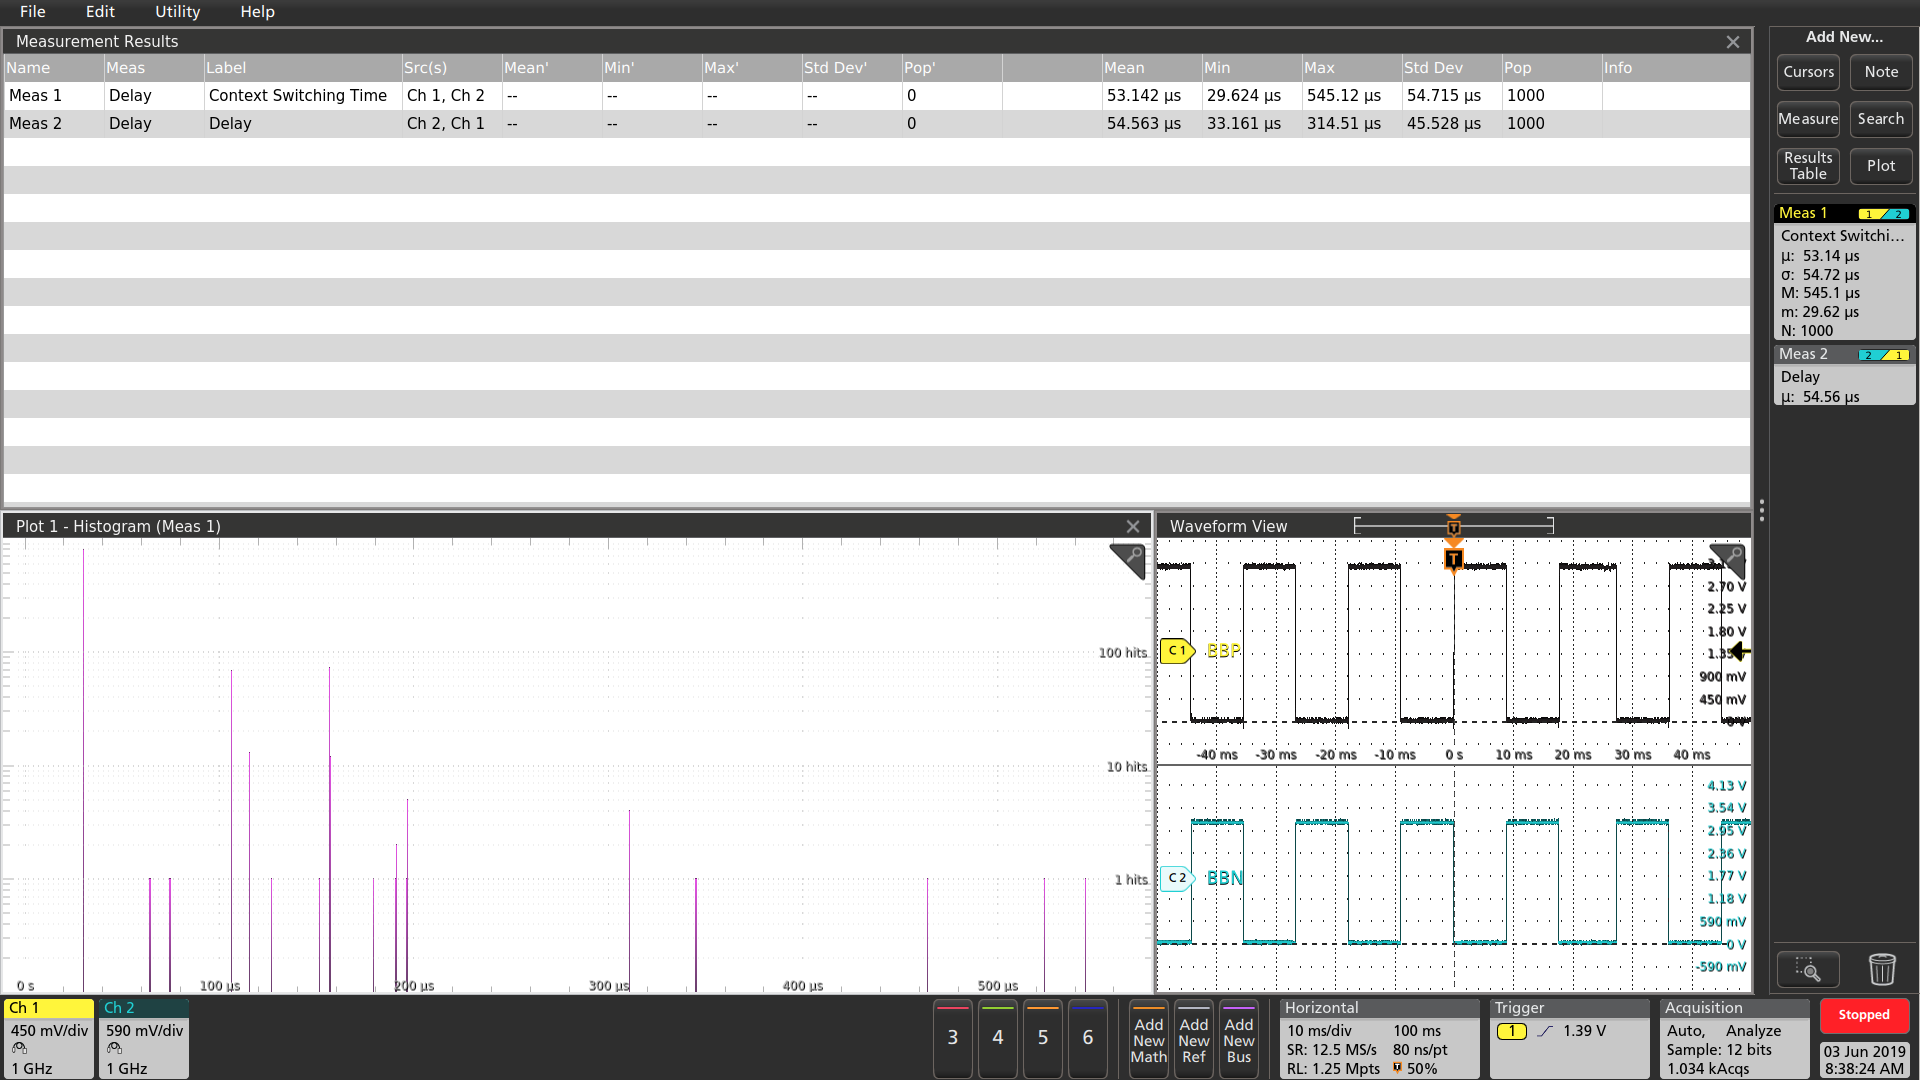 File Edit Utility Help
Measurement Results
Name Meas Label Src(s) Mean' Min' Max' Std Dev' Pop' Mean Min Max Std Dev Pop Info
Meas 1 Delay Context Switching Time Ch 1, Ch 2 -- -- -- -- 0 53.142 µs 29.624 µs 545.12 µs 54.715 µs 1000
Meas 2 Delay Delay Ch 2, Ch 1 -- -- -- -- 0 54.563 µs 33.161 µs 314.51 µs 45.528 µs 1000
Add New...
Cursors Note
Measure Search
Results Table Plot
Meas 1 1 2
Context Switchi...
µ: 53.14 µs
σ: 54.72 µs
M: 545.1 µs
m: 29.62 µs
N: 1000
Meas 2 2 1
Delay
µ: 54.56 µs
Plot 1 - Histogram (Meas 1)
100 hits
10 hits
1 hits
0 s 100 µs 200 µs 300 µs 400 µs 500 µs
Waveform View
T
T
2.70 V
2.25 V
1.80 V
C 1 BBP
900 mV
450 mV
0 V
-40 ms -30 ms -20 ms -10 ms 0 s 10 ms 20 ms 30 ms 40 ms
4.13 V
3.54 V
2.95 V
2.36 V
C 2 BBN
1.77 V
1.18 V
590 mV
0 V
-590 mV
Ch 1
450 mV/div
1 GHz
Ch 2
590 mV/div
1 GHz
3 4 5 6
Add New Math
Add New Ref
Add New Bus
Horizontal
10 ms/div 100 ms
SR: 12.5 MS/s 80 ns/pt
RL: 1.25 Mpts T 50%
Trigger
1 1.39 V
Acquisition
Auto, Analyze
Sample: 12 bits
1.034 kAcqs
Stopped
03 Jun 2019
8:38:24 AM